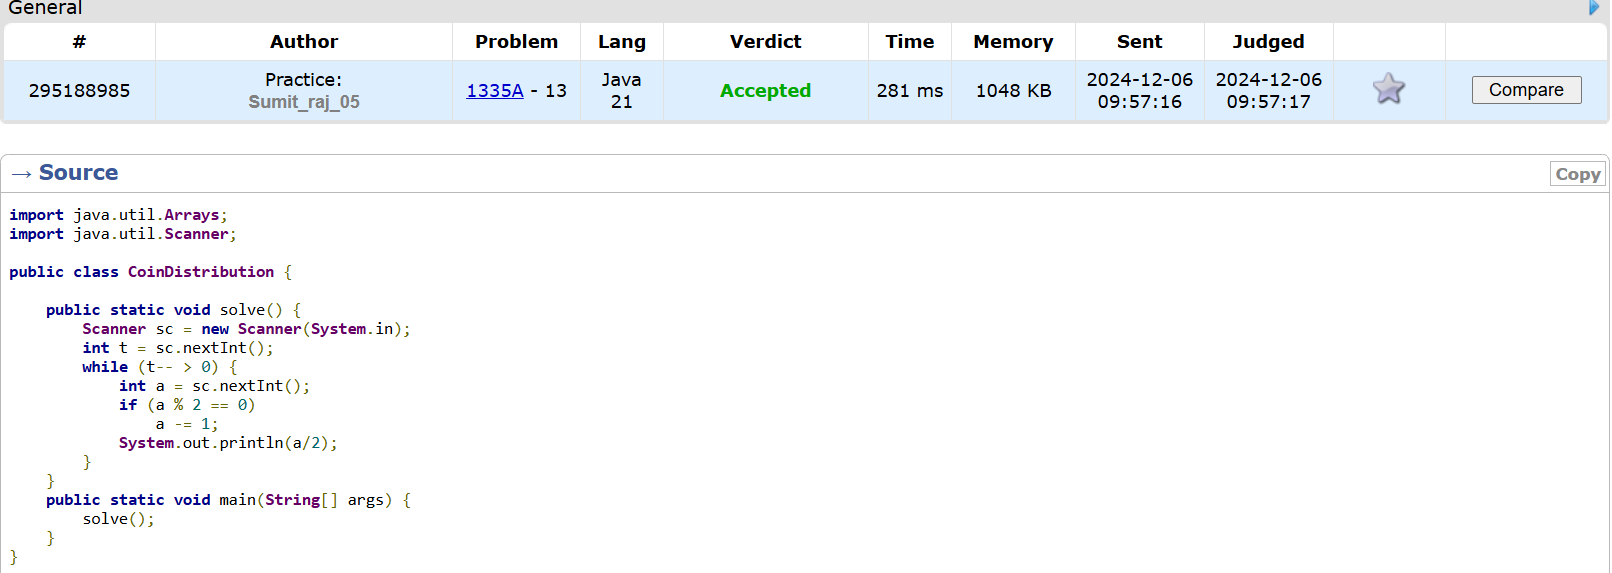 General
# Author Problem Lang Verdict Time Memory Sent Judged
295188985 Practice: Sumit_raj_05 1335A - 13 Java 21 Accepted 281 ms 1048 KB 2024-12-06 09:57:16 2024-12-06 09:57:17 Compare
→ Source Copy
import java.util.Arrays;
import java.util.Scanner;
public class CoinDistribution {
    public static void solve() {
        Scanner sc = new Scanner(System.in);
        int t = sc.nextInt();
        while (t-- > 0) {
            int a = sc.nextInt();
            if (a % 2 == 0)
                a -= 1;
            System.out.println(a/2);
        }
    }
    public static void main(String[] args) {
        solve();
    }
}